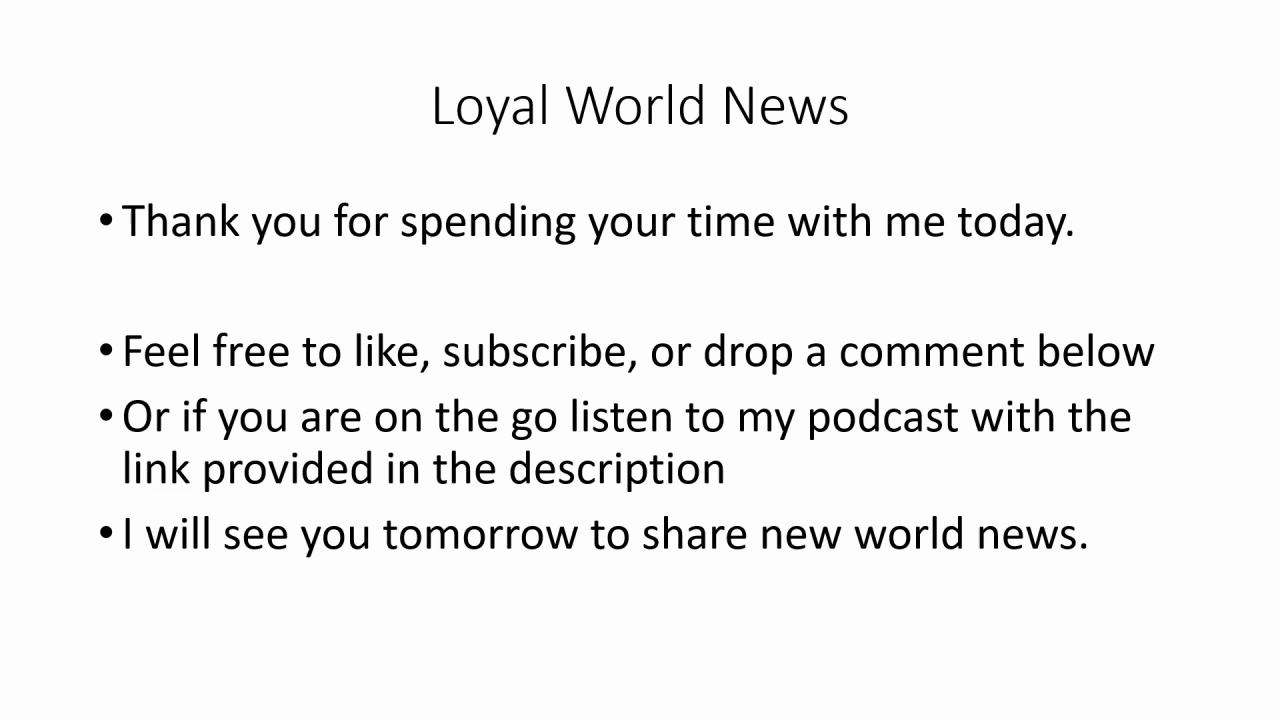 Loyal World News
• Thank you for spending your time with me today.
• Feel free to like, subscribe, or drop a comment below
• Or if you are on the go listen to my podcast with the
link provided in the description
• I will see you tomorrow to share new world news.